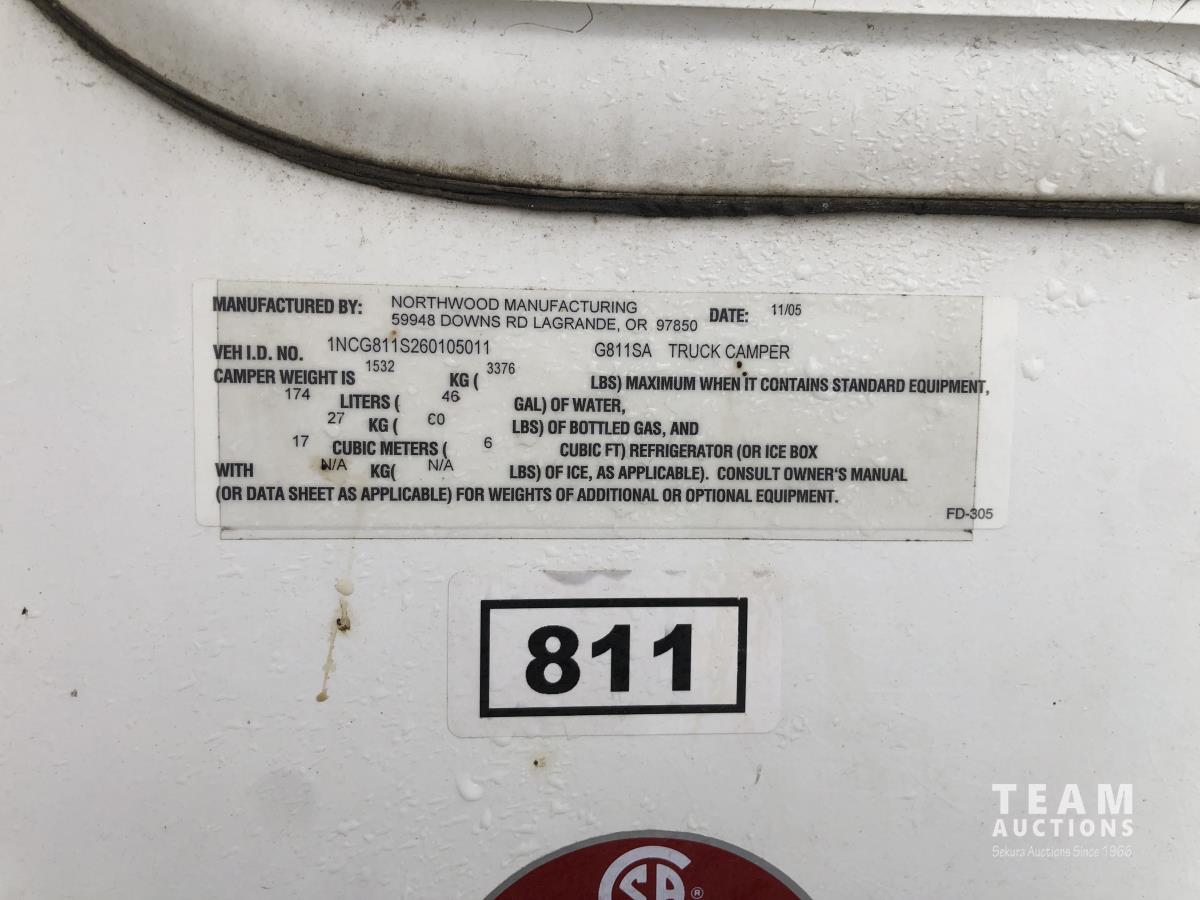 MANUFACTURED BY: NORTHWOOD MANUFACTURING DATE: 11/05
59948 DOWNS RD LAGRANDE, OR 97850
VEH I.D. NO. 1NCG811S260105011 G811SA TRUCK CAMPER
CAMPER WEIGHT IS 1532 KG ( 3376 LBS) MAXIMUM WHEN IT CONTAINS STANDARD EQUIPMENT,
174 LITERS ( 46 GAL) OF WATER,
27 KG ( 60 LBS) OF BOTTLED GAS, AND
17 CUBIC METERS ( 6 CUBIC FT) REFRIGERATOR (OR ICE BOX
WITH N/A KG( N/A LBS) OF ICE, AS APPLICABLE). CONSULT OWNER'S MANUAL
(OR DATA SHEET AS APPLICABLE) FOR WEIGHTS OF ADDITIONAL OR OPTIONAL EQUIPMENT.
FD-305
811
TEAM
AUCTIONS
Sekura Auctions Since 1966
SA ®